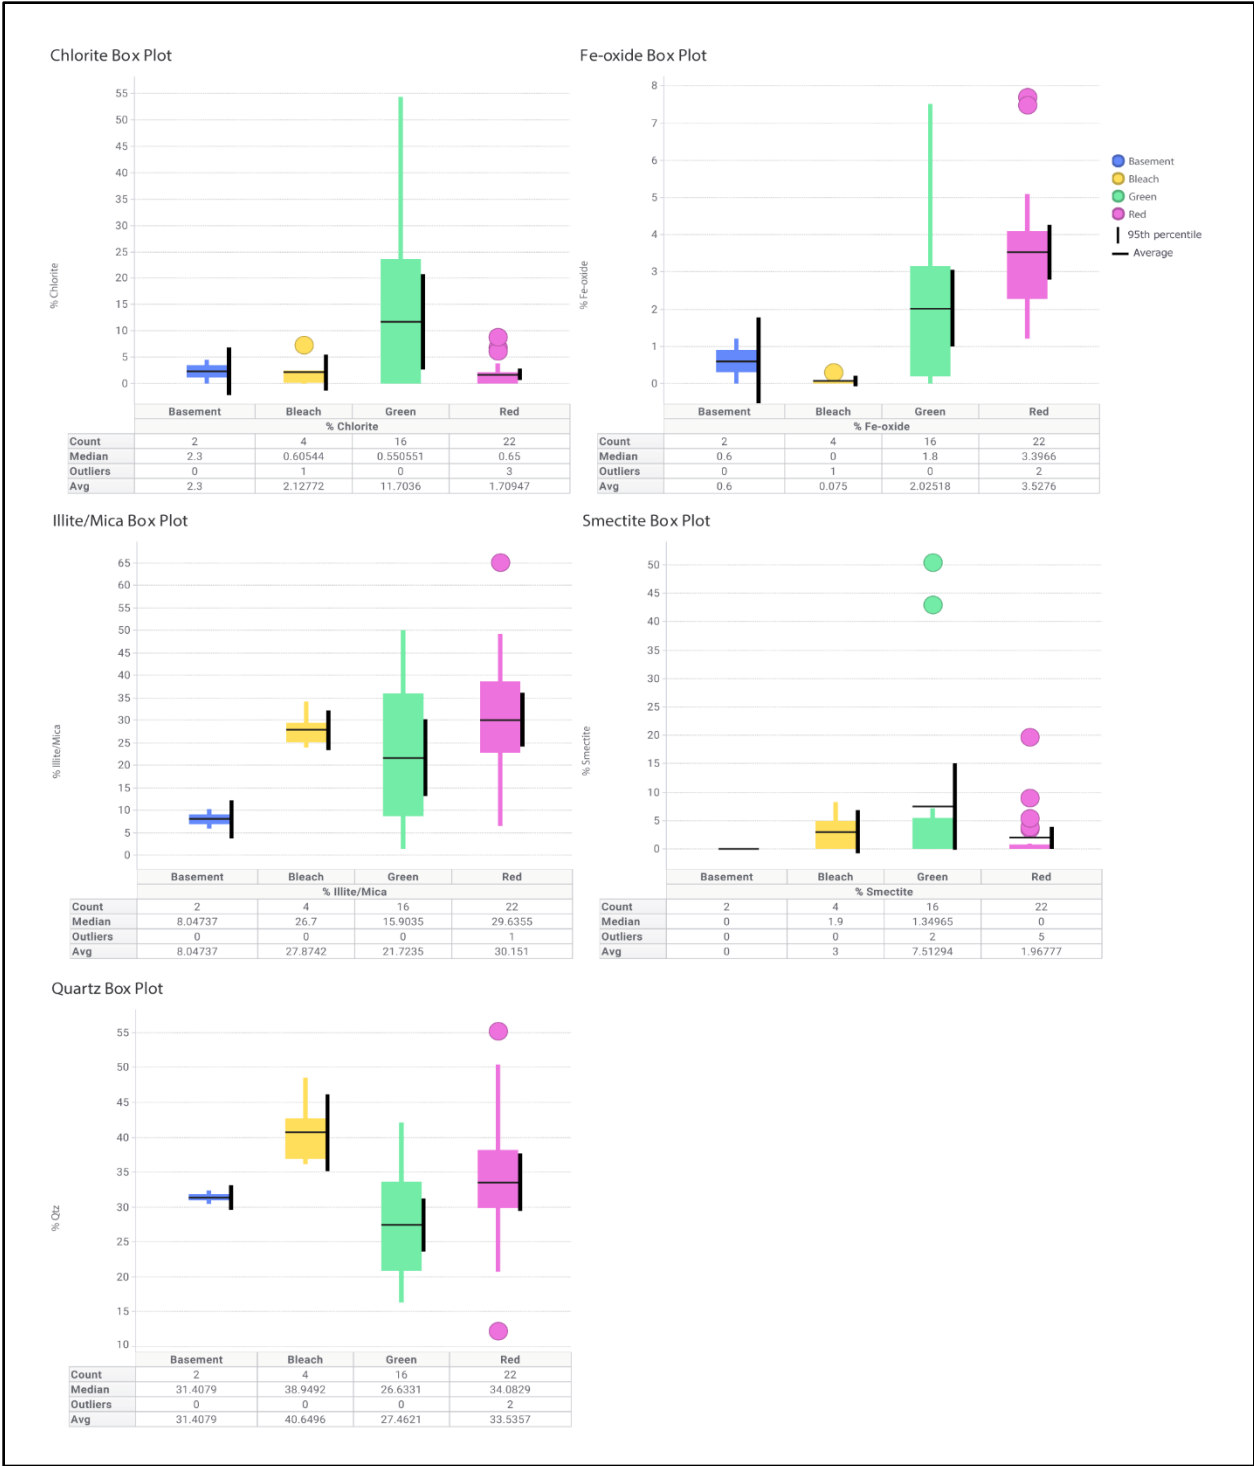 Chlorite Box Plot
55
50
45
40
35
30
25
20
15
10
5
0
% Chlorite
Basement Bleach Green Red
% Chlorite
Count 2 4 16 22
Median 2.3 0.60544 0.550551 0.65
Outliers 0 1 0 3
Avg 2.3 2.12772 11.7036 1.70947
Fe-oxide Box Plot
8
7
6
5
4
3
2
1
0
% Fe-oxide
Basement Bleach Green Red
% Fe-oxide
Count 2 4 16 22
Median 0.6 0 1.8 3.3966
Outliers 0 1 0 2
Avg 0.6 0.075 2.02518 3.5276
Basement
Bleach
Green
Red
95th percentile
Average
Illite/Mica Box Plot
65
60
55
50
45
40
35
30
25
20
15
10
5
0
% Illite/Mica
Basement Bleach Green Red
% Illite/Mica
Count 2 4 16 22
Median 8.04737 26.7 15.9035 29.6355
Outliers 0 0 0 1
Avg 8.04737 27.8742 21.7235 30.151
Smectite Box Plot
50
45
40
35
30
25
20
15
10
5
0
% Smectite
Basement Bleach Green Red
% Smectite
Count 2 4 16 22
Median 0 1.9 1.34965 0
Outliers 0 0 2 5
Avg 0 3 7.51294 1.96777
Quartz Box Plot
55
50
45
40
35
30
25
20
15
10
% Qtz
Basement Bleach Green Red
Count 2 4 16 22
Median 31.4079 38.9492 26.6331 34.0829
Outliers 0 0 0 2
Avg 31.4079 40.6496 27.4621 33.5357